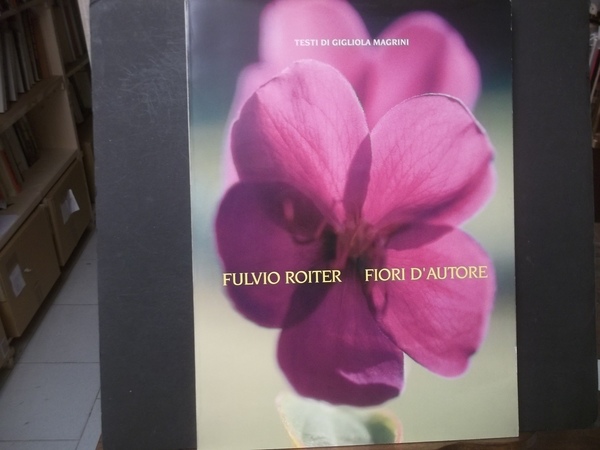 TESTI DI GIGLIOLA MAGRINI
FULVIO ROITER FIORI D'AUTORE